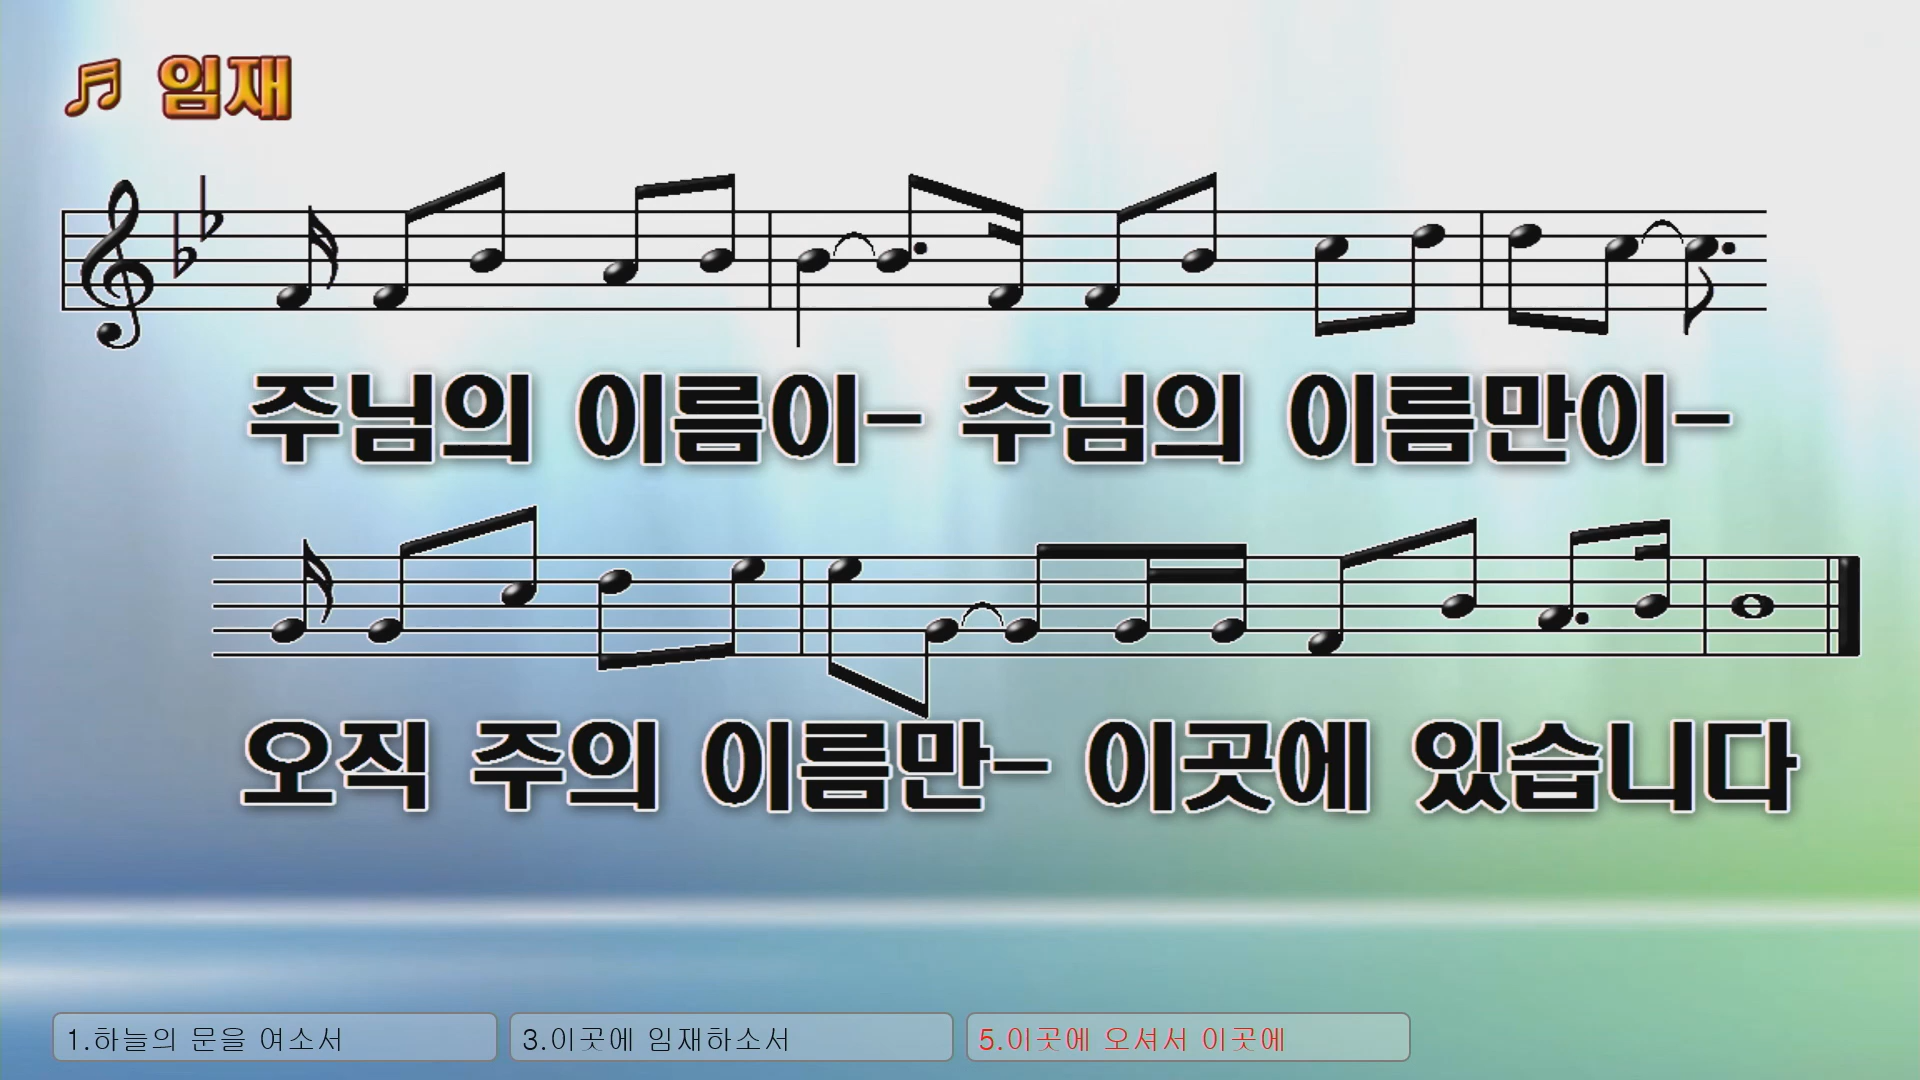 임재
주님의 이름이- 주님의 이름만이-
오직 주의 이름만- 이곳에 있습니다
1.하늘의 문을 여소서
3.이곳에 임재하소서
5.이곳에 오셔서 이곳에